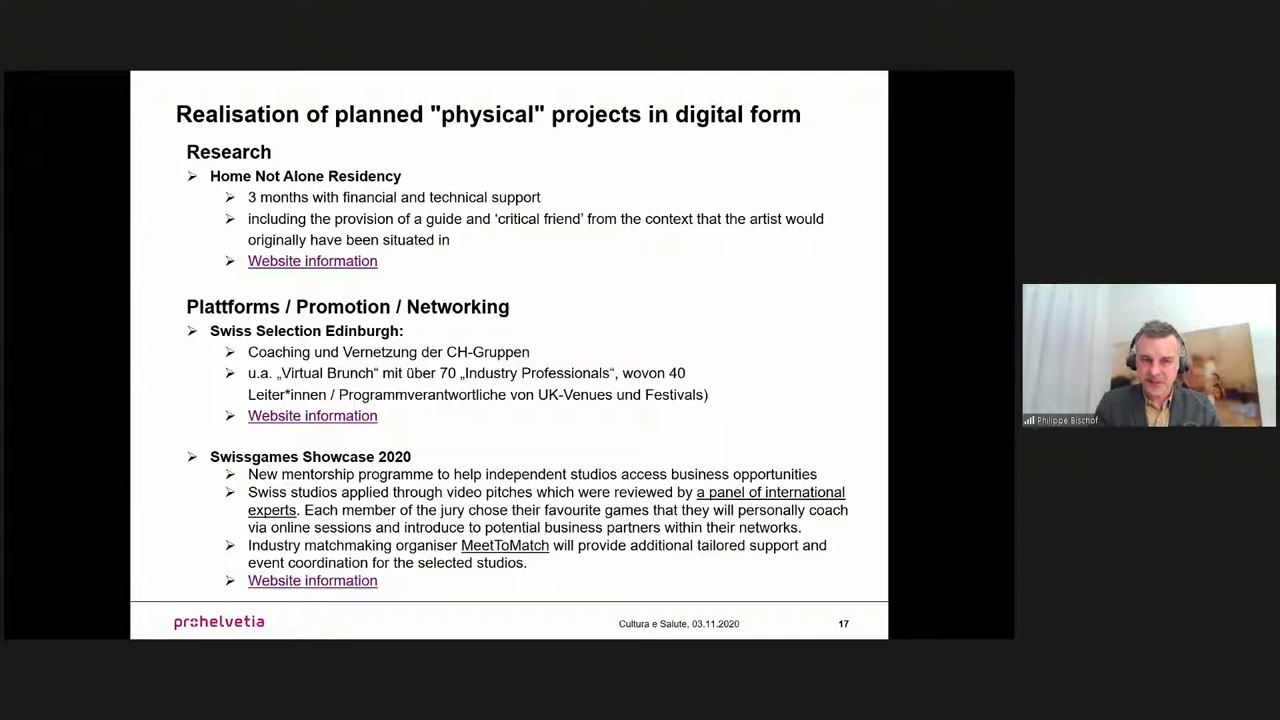 Realisation of planned "physical" projects in digital form
Research
Home Not Alone Residency
3 months with financial and technical support
including the provision of a guide and ‘critical friend’ from the context that the artist would
originally have been situated in
Website information
Plattforms / Promotion / Networking
Swiss Selection Edinburgh:
Coaching und Vernetzung der CH-Gruppen
u.a. „Virtual Brunch“ mit über 70 „Industry Professionals“, wovon 40
Leiter*innen / Programmverantwortliche von UK-Venues und Festivals)
Website information
Swissgames Showcase 2020
New mentorship programme to help independent studios access business opportunities
Swiss studios applied through video pitches which were reviewed by a panel of international
experts. Each member of the jury chose their favourite games that they will personally coach
via online sessions and introduce to potential business partners within their networks.
Industry matchmaking organiser MeetToMatch will provide additional tailored support and
event coordination for the selected studios.
Website information
prohelvetia
Cultura e Salute, 03.11.2020
17
Philippe Bischof